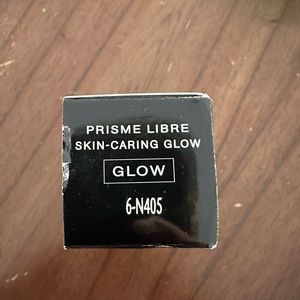 PRISME LIBRE
SKIN-CARING GLOW
GLOW
6-N405